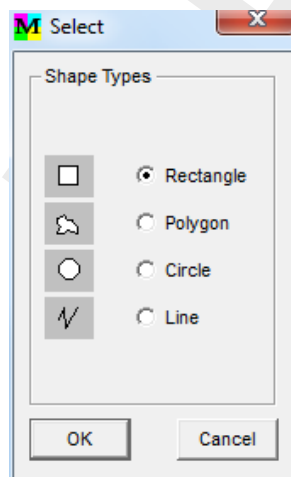 M Select
x
Shape Types
Rectangle
Polygon
Circle
Line
OK
Cancel